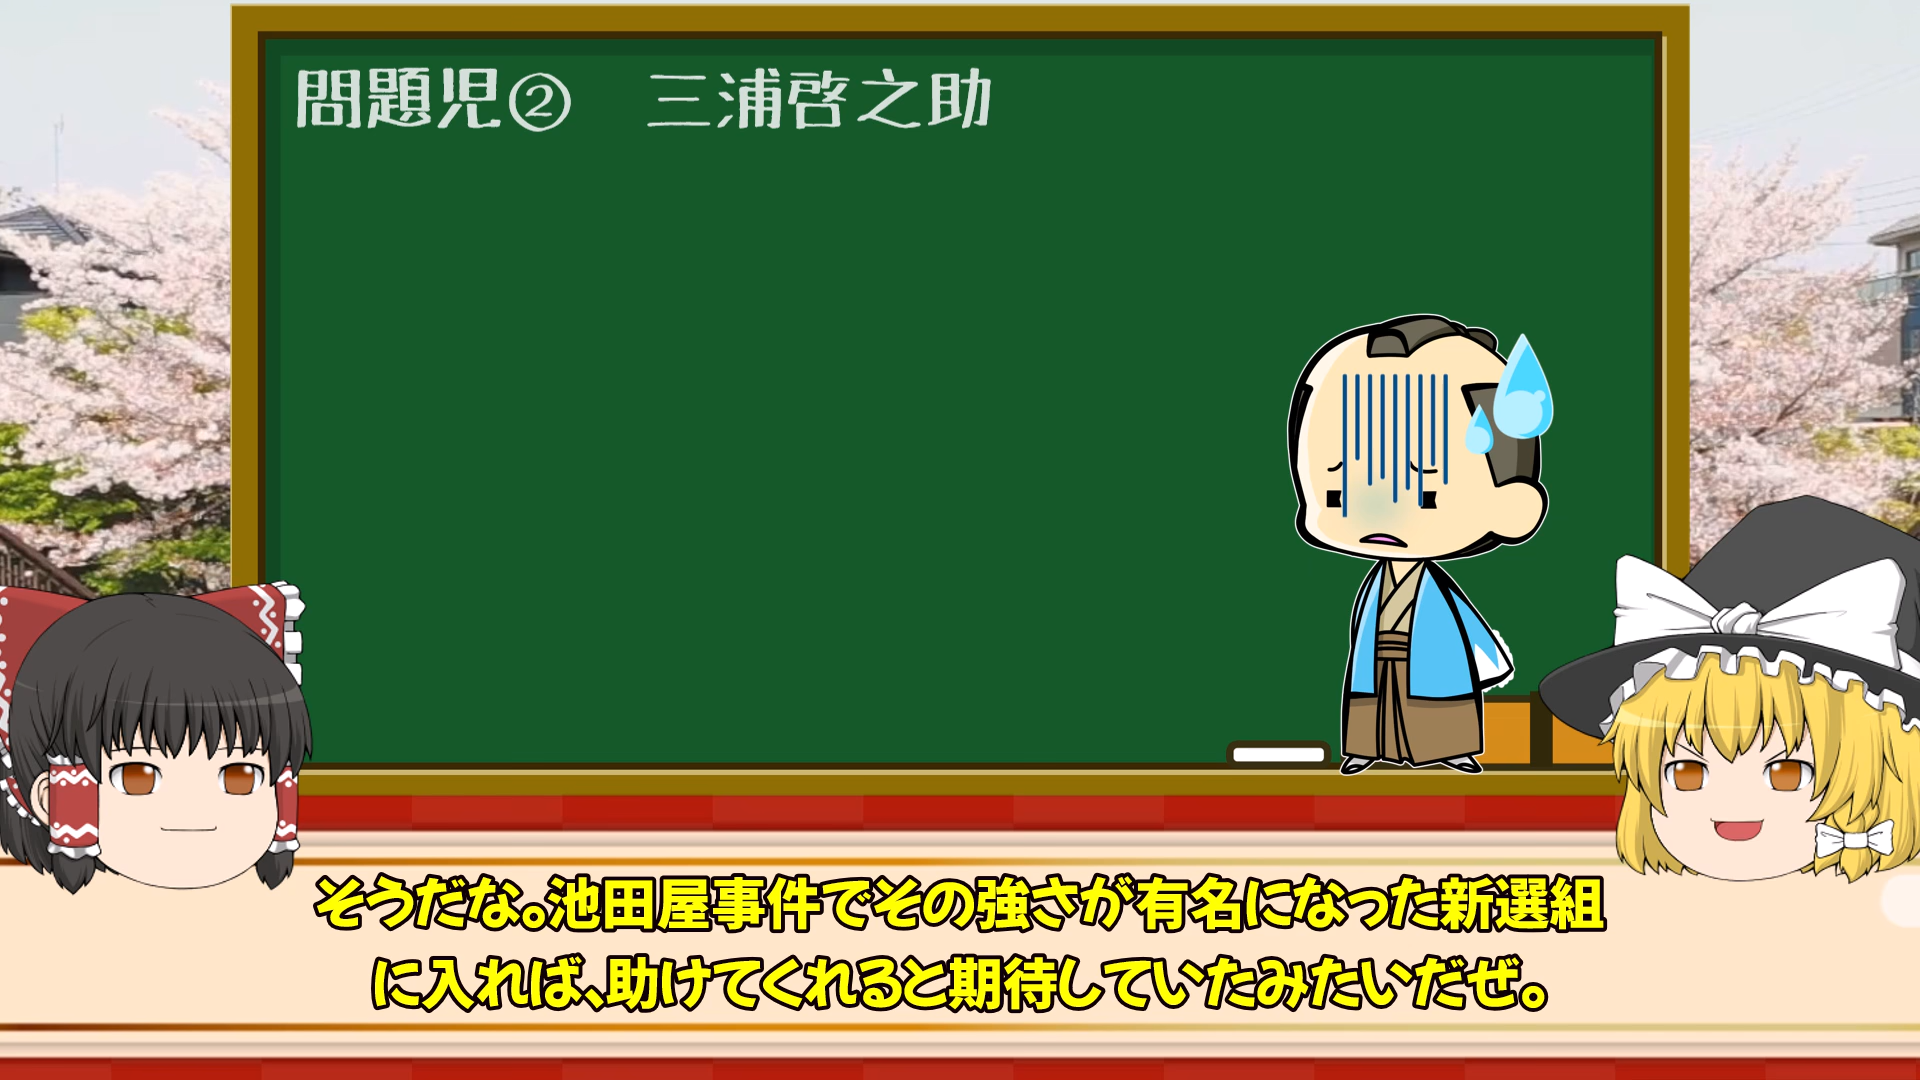 問題児② 三浦啓之助
そうだな。池田屋事件でその強さが有名になった新選組
に入れば、助けてくれると期待していたみたいだぜ。